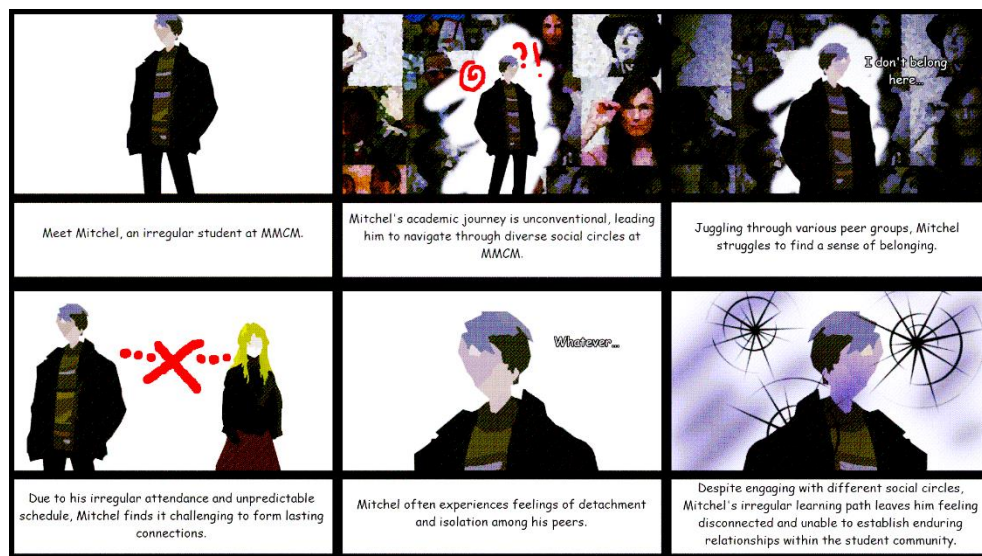 ?!
I don't belong
here...
Meet Mitchel, an irregular student at MMCM.
Mitchel's academic journey is unconventional, leading
him to navigate through diverse social circles at
MMCM.
Juggling through various peer groups, Mitchel
struggles to find a sense of belonging.
Whatever...
Due to his irregular attendance and unpredictable
schedule, Mitchel finds it challenging to form lasting
connections.
Mitchel often experiences feelings of detachment
and isolation among his peers.
Despite engaging with different social circles,
Mitchel's irregular learning path leaves him feeling
disconnected and unable to establish enduring
relationships within the student community.